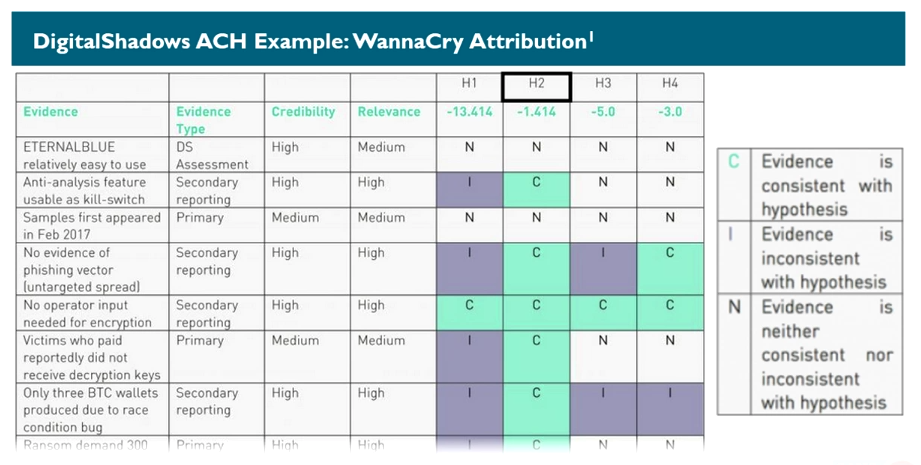 DigitalShadows ACH Example: WannaCry Attribution¹
H1 H2 H3 H4
Evidence Evidence Type Credibility Relevance -13.414 -1.414 -5.0 -3.0
ETERNALBLUE relatively easy to use DS Assessment High Medium N N N N
Anti-analysis feature usable as kill-switch Secondary reporting High High I C N N
Samples first appeared in Feb 2017 Primary Medium Medium N N N N
No evidence of phishing vector (untargeted spread) Secondary reporting High High I C I C
No operator input needed for encryption Secondary reporting High High C C C C
Victims who paid reportedly did not receive decryption keys Primary Medium Medium I C N N
Only three BTC wallets produced due to race condition bug Secondary reporting High High I C I I
Ransom demand 300 Primary High High I C N N
C Evidence is consistent with hypothesis
I Evidence is inconsistent with hypothesis
N Evidence is neither consistent nor inconsistent with hypothesis